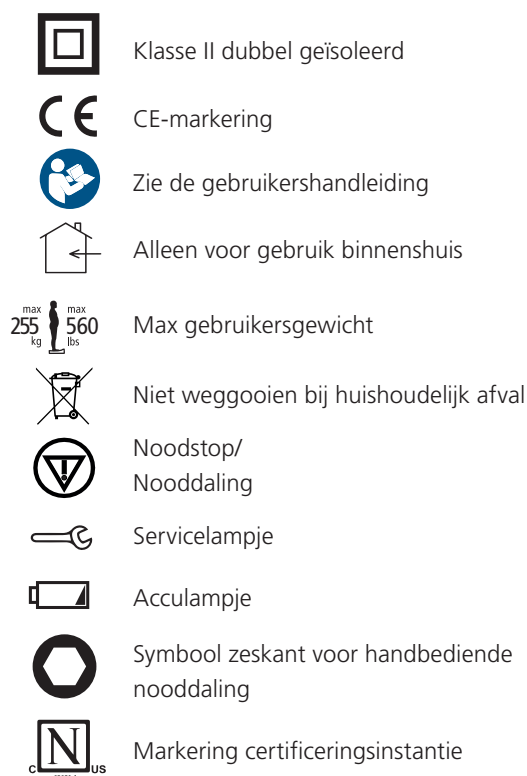 Klasse II dubbel geïsoleerd
CE
CE-markering
Zie de gebruikershandleiding
Alleen voor gebruik binnenshuis
max max
255 560
kg lbs
Max gebruikersgewicht
Niet weggooien bij huishoudelijk afval
Noodstop/
Nooddaling
Servicelampje
Acculampje
Symbool zeskant voor handbediende
nooddaling
N
C US
Markering certificeringsinstantie